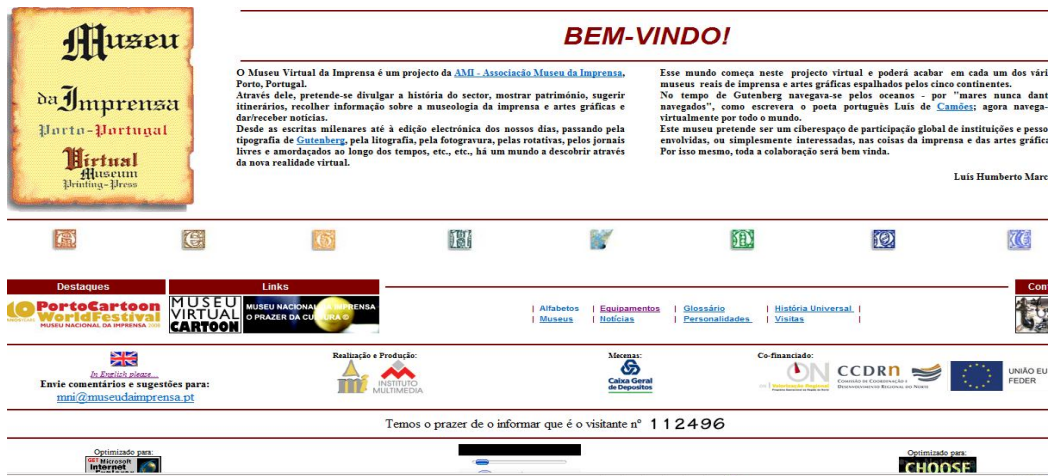 Museu
da Imprensa
Porto-Portugal
Virtual
Museum
Printing-Press
BEM-VINDO!
O Museu Virtual da Imprensa é um projecto da AMI - Associação Museu da Imprensa,
Porto, Portugal.
Através dele, pretende-se divulgar a história do sector, mostrar património, sugerir
itinerários, recolher informação sobre a museologia da imprensa e artes gráficas e
dar/receber notícias.
Desde as escritas milenares até à edição electrónica dos nossos dias, passando pela
tipografia de Gutenberg, pela litografia, pela fotogravura, pelas rotativas, pelos jornais
livres e amordaçados ao longo dos tempos, etc., etc., há um mundo a descobrir através
da nova realidade virtual.
Esse mundo começa neste projecto virtual e poderá acabar em cada um dos vári
museus reais de imprensa e artes gráficas espalhados pelos cinco continentes.
No tempo de Gutenberg navegava-se pelos oceanos - por "mares nunca dant
navegados", como escrevera o poeta português Luís de Camões; agora navega-
virtualmente por todo o mundo.
Este museu pretende ser um ciberespaço de participação global de instituições e pesso
envolvidas, ou simplesmente interessadas, nas coisas da imprensa e das artes gráfica
Por isso mesmo, toda a colaboração será bem vinda.
Luís Humberto Marc
Destaques
Links
Con
PortoCartoon
WorldFestival
MUSEU NACIONAL DA IMPRENSA
MUSEU
VIRTUAL
CARTOON
MUSEU NACIONAL DA IMPRENSA
O PRAZER DA CULTURA ©
| Alfabetos | Equipamentos | Glossário | História Universal |
| Museus | Notícias | Personalidades | Visitas |
In English please...
Envie comentários e sugestões para:
mni@museudaimprensa.pt
Realização e Produção:
INSTITUTO
MULTIMEDIA
Mecenas:
Caixa Geral
de Depositos
Co-financiado:
ON
CCDRn
COMISSÃO DE COORDENAÇÃO E
DESENVOLVIMENTO REGIONAL DO NORTE
UNIÃO EU
FEDER
Temos o prazer de o informar que é o visitante nº 112496
Optimizado para:
GET Microsoft
Internet
Optimizado para:
CHOOSE